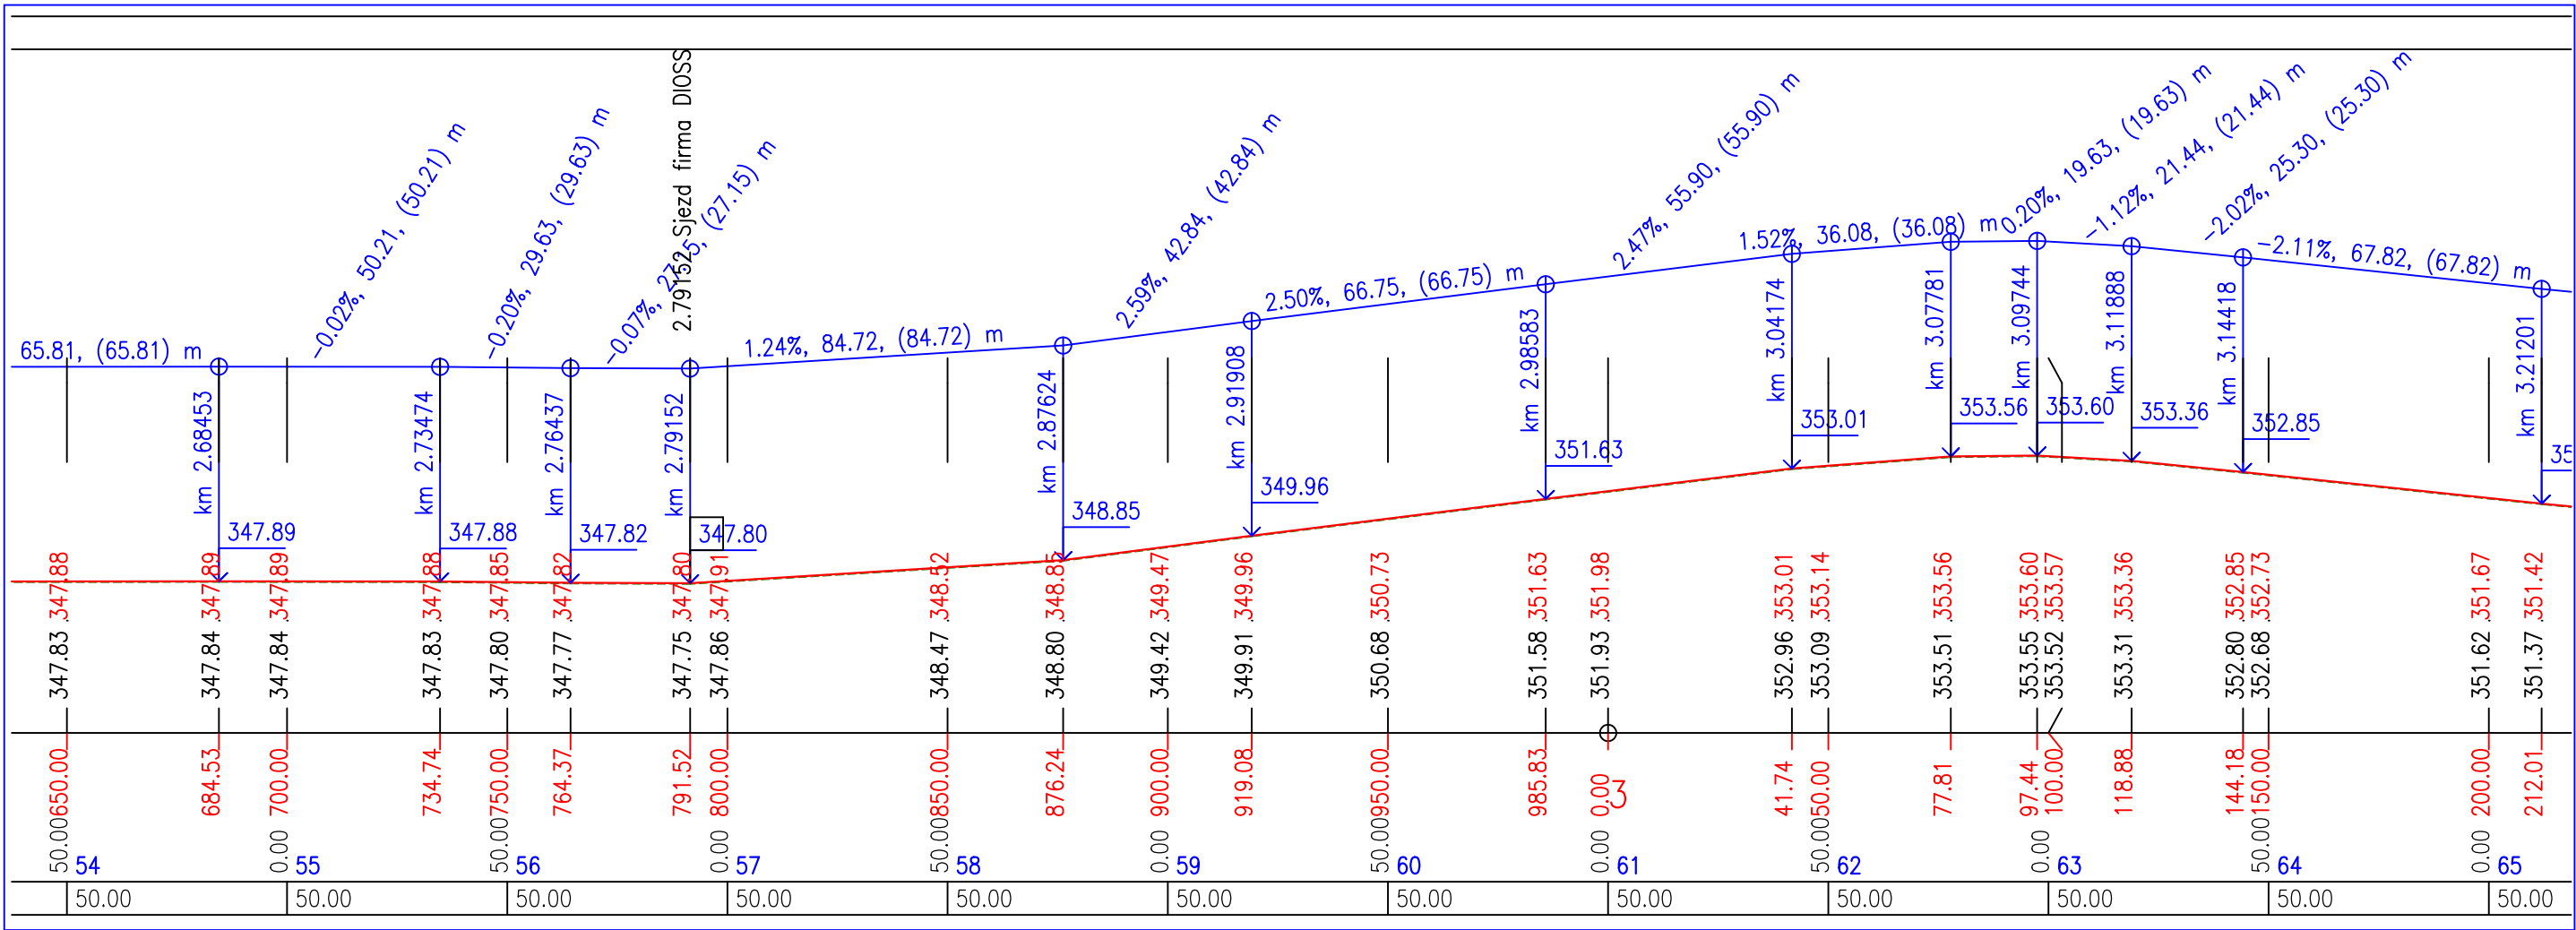 2.79152 Sjezd firma DIOSS
65.81, (65.81) m
-0.02%, 50.21, (50.21) m
-0.20%, 29.63, (29.63) m
-0.07%, 27.15, (27.15) m
1.24%, 84.72, (84.72) m
2.59%, 42.84, (42.84) m
2.50%, 66.75, (66.75) m
2.47%, 55.90, (55.90) m
1.52%, 36.08, (36.08) m
0.20%, 19.63, (19.63) m
-1.12%, 21.44, (21.44) m
-2.02%, 25.30, (25.30) m
-2.11%, 67.82, (67.82) m
km 2.68453
km 2.73474
km 2.76437
km 2.79152
km 2.87624
km 2.91908
km 2.98583
km 3.04174
km 3.07781
km 3.09744
km 3.11888
km 3.14418
km 3.21201
347.89
347.88
347.82
347.80
348.85
349.96
351.63
353.01
353.56
353.60
353.36
352.85
35
347.88 347.89 347.89 347.88 347.85 347.82 347.80 347.91 348.52 348.85 349.47 349.96 350.73 351.63 351.98 353.01 353.14 353.56 353.60 353.57 353.36 352.85 352.73 351.67 351.42
347.83 347.84 347.84 347.83 347.80 347.77 347.75 347.86 348.47 348.80 349.42 349.91 350.68 351.58 351.93 352.96 353.09 353.51 353.55 353.52 353.31 352.80 352.68 351.62 351.37
650.00 684.53 700.00 734.74 750.00 764.37 791.52 800.00 850.00 876.24 900.00 919.08 950.00 985.83 0.00 3 41.74 50.00 77.81 97.44 100.00 118.88 144.18 150.00 200.00 212.01
50.00 0.00 50.00 0.00 50.00 0.00 50.00 0.00 50.00 0.00 50.00 0.00
54 55 56 57 58 59 60 61 62 63 64 65
50.00 50.00 50.00 50.00 50.00 50.00 50.00 50.00 50.00 50.00 50.00 50.00